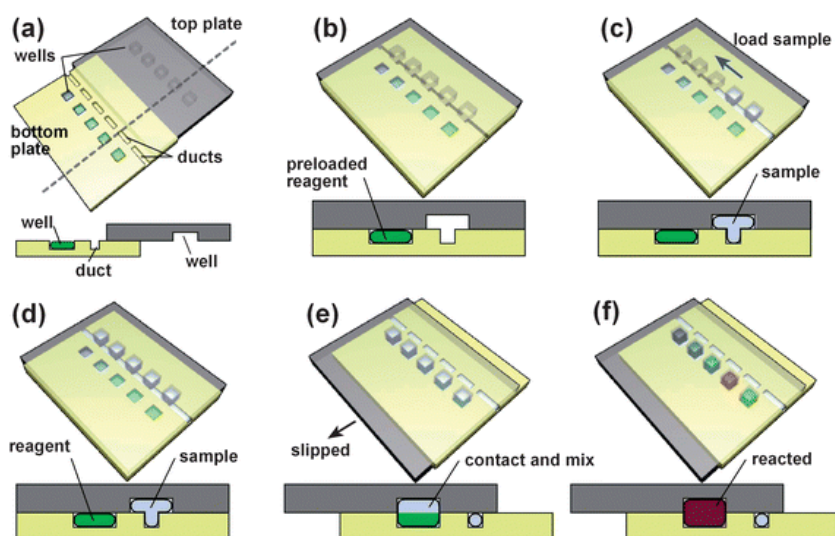 (a)
top plate
wells
bottom
plate
ducts
well
duct
well
(b)
preloaded
reagent
(c)
load sample
sample
(d)
reagent
sample
(e)
slipped
contact and mix
(f)
reacted